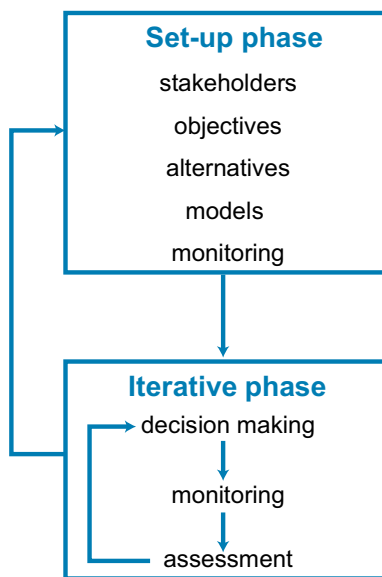 Set-up phase
stakeholders
objectives
alternatives
models
monitoring
Iterative phase
decision making
monitoring
assessment